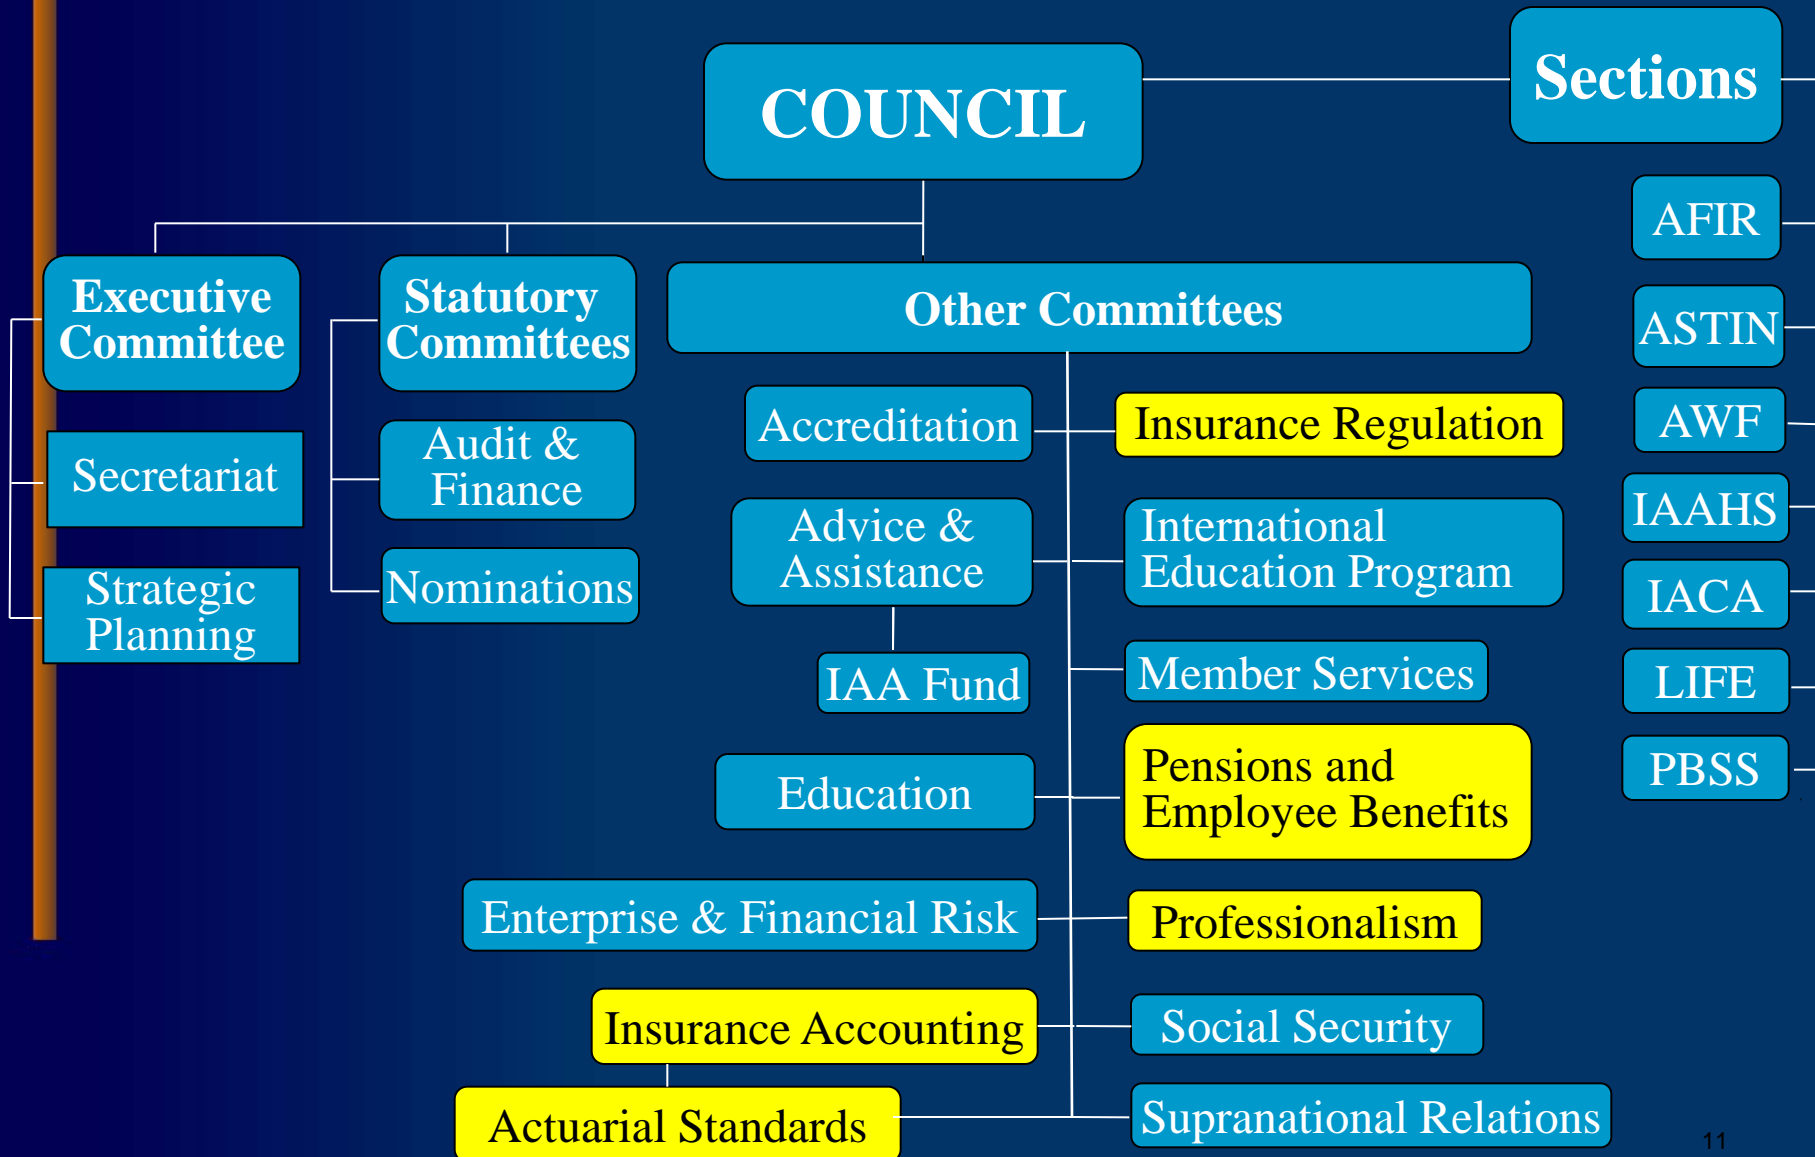 COUNCIL
Sections
Executive
Committee
Secretariat
Strategic
Planning
Statutory
Committees
Audit &
Finance
Nominations
Other Committees
Accreditation
Insurance Regulation
Advice &
Assistance
International
Education Program
IAA Fund
Member Services
Education
Pensions and
Employee Benefits
Enterprise & Financial Risk
Professionalism
Insurance Accounting
Social Security
Actuarial Standards
Supranational Relations
AFIR
ASTIN
AWF
IAAHS
IACA
LIFE
PBSS
11